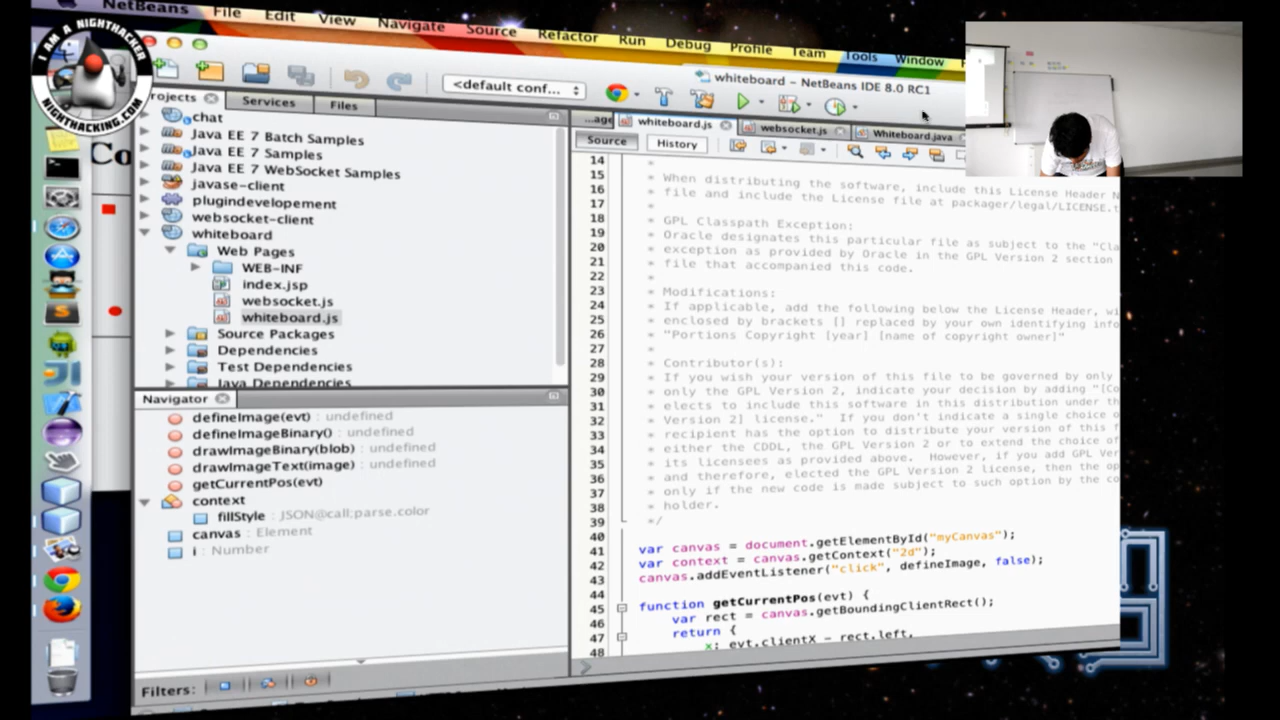 NetBeans File Edit View Navigate Source Refactor Run Debug Profile Team Tools Window
I AM A NIGHTHACKER
NIGHTHACKING.COM
<default conf...
whiteboard – NetBeans IDE 8.0 RC1
rojects Services Files
...age whiteboard.js websocket.js Whiteboard.java
Source History
Co
chat
Java EE 7 Batch Samples
Java EE 7 Samples
Java EE 7 WebSocket Samples
javase-client
plugindevelopement
websocket-client
whiteboard
Web Pages
WEB-INF
index.jsp
websocket.js
whiteboard.js
Source Packages
Dependencies
Test Dependencies
Java Dependencies
Navigator
defineImage(evt) : undefined
defineImageBinary() : undefined
drawImageBinary(blob) : undefined
drawImageText(image) : undefined
getCurrentPos(evt)
context
fillStyle : JSON@call;parse.color
canvas : Element
i : Number
Filters:
14 *
15 * When distributing the software, include this License Header N
16 * file and include the License file at packager/legal/LICENSE.t
17 *
18 * GPL Classpath Exception:
19 * Oracle designates this particular file as subject to the "Cla
20 * exception as provided by Oracle in the GPL Version 2 section
21 * file that accompanied this code.
22 *
23 * Modifications:
24 * If applicable, add the following below the License Header, wi
25 * enclosed by brackets [] replaced by your own identifying info
26 * "Portions Copyright [year] [name of copyright owner]"
27 *
28 * Contributor(s):
29 * If you wish your version of this file to be governed by only
30 * only the GPL Version 2, indicate your decision by adding "[Co
31 * elects to include this software in this distribution under th
32 * Version 2] license." If you don't indicate a single choice o
33 * recipient has the option to distribute your version of this f
34 * either the CDDL, the GPL Version 2 or to extend the choice of
35 * its licensees as provided above. However, if you add GPL Ver
36 * and therefore, elected the GPL Version 2 license, then the op
37 * only if the new code is made subject to such option by the co
38 * holder.
39 */
40
41 var canvas = document.getElementById("myCanvas");
42 var context = canvas.getContext("2d");
43 canvas.addEventListener("click", defineImage, false);
44
45 function getCurrentPos(evt) {
46 var rect = canvas.getBoundingClientRect();
47 return {
48 x: evt.clientX - rect.left,